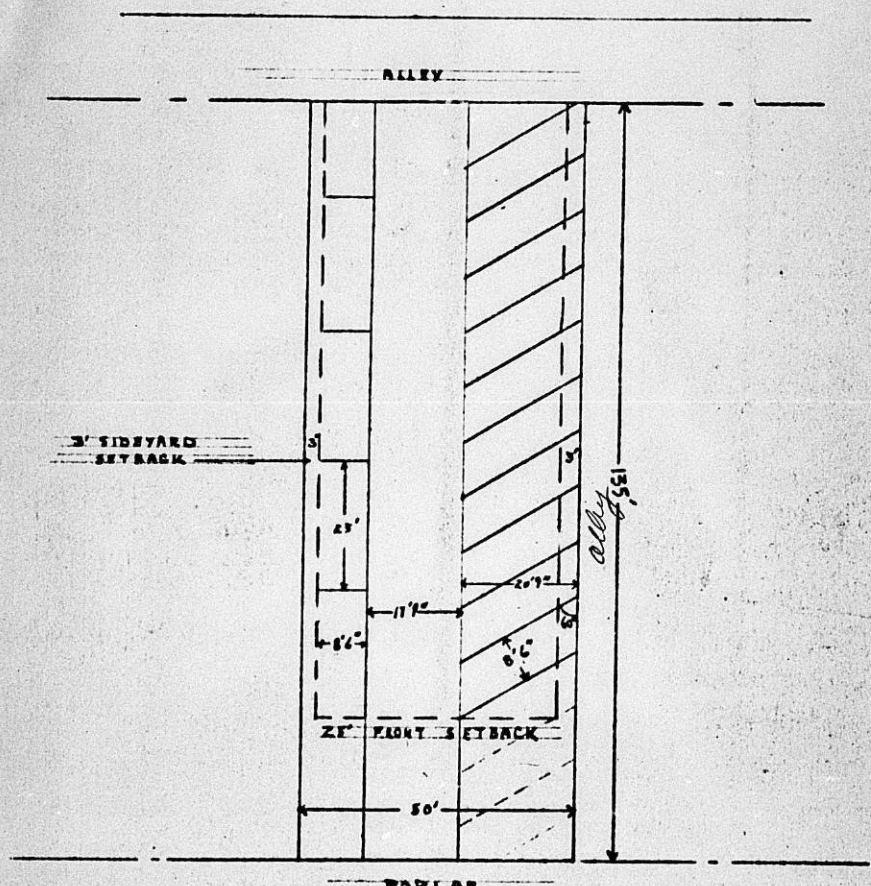 ALLEY
3' SIDEYARD
SETBACK
3'
3'
135'
alley
23'
20'9"
17'9"
60°
8'6"
8'6"
25' FRONT SETBACK
50'